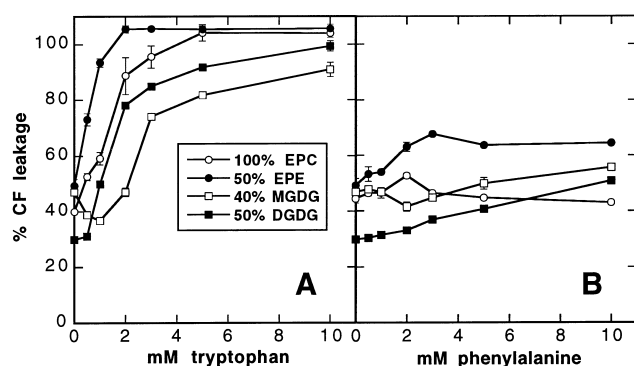 % CF leakage
100
80
60
40
20
0
100% EPC
50% EPE
40% MGDG
50% DGDG
A
0 2 4 6 8 10
mM tryptophan
B
0 2 4 6 8 10
mM phenylalanine